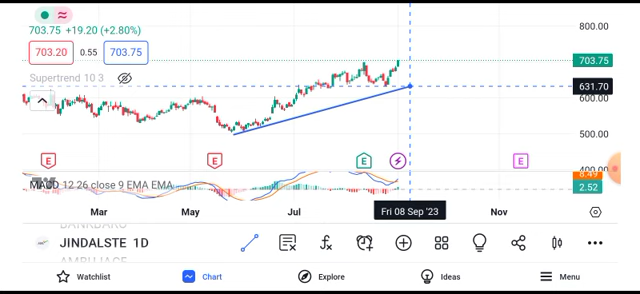 800.00
703.75 +19.20 (+2.80%)
703.20 0.55 703.75
703.75
Supertrend 10 3
631.70
600.00
500.00
E E E E
400.00
8.49
MACD 12 26 close 9 EMA EMA
2.52
Mar May Jul Fri 08 Sep '23 Nov
JINDALSTE 1D
Watchlist Chart Explore Ideas Menu